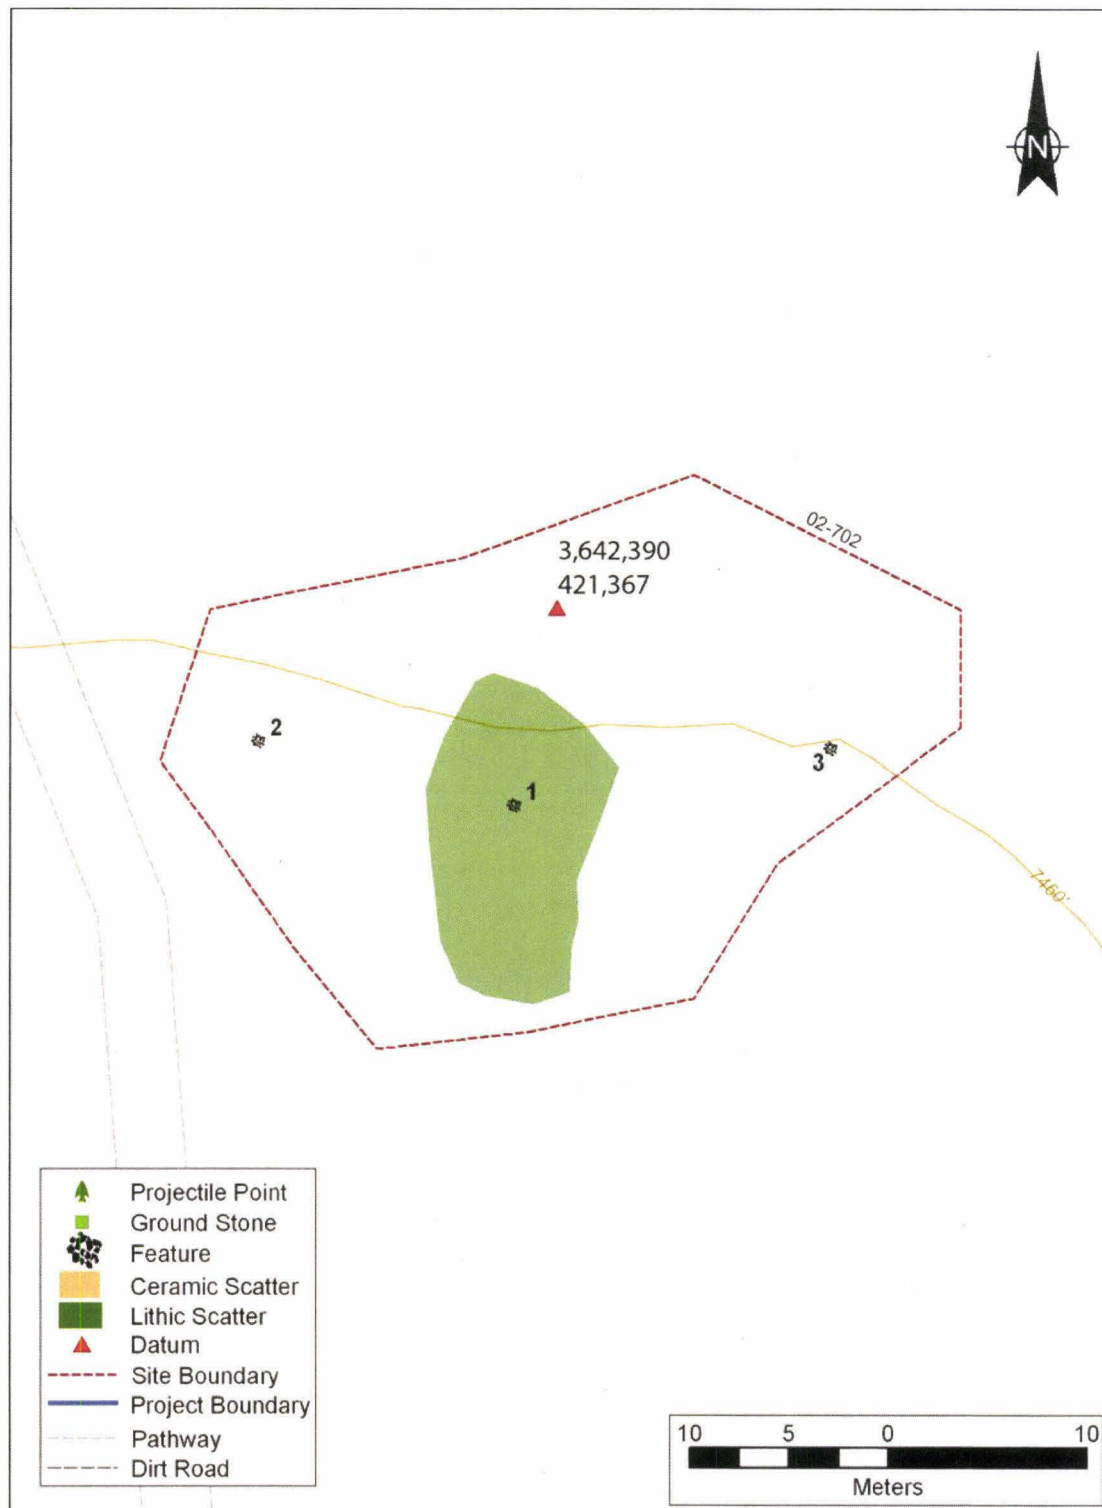 N
02-702
3,642,390
421,367
2
3
1
7460'
Projectile Point
Ground Stone
Feature
Ceramic Scatter
Lithic Scatter
Datum
Site Boundary
Project Boundary
Pathway
Dirt Road
10 5 0 10
Meters